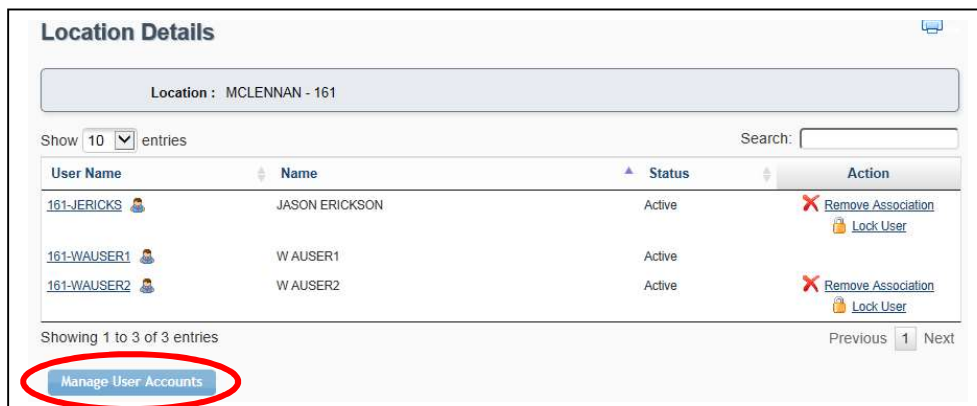 Location Details
Location : MCLENNAN - 161
Show 10 entries Search:
User Name Name Status Action
161-JERICKS JASON ERICKSON Active Remove Association
Lock User
161-WAUSER1 W AUSER1 Active
161-WAUSER2 W AUSER2 Active Remove Association
Lock User
Showing 1 to 3 of 3 entries Previous 1 Next
Manage User Accounts